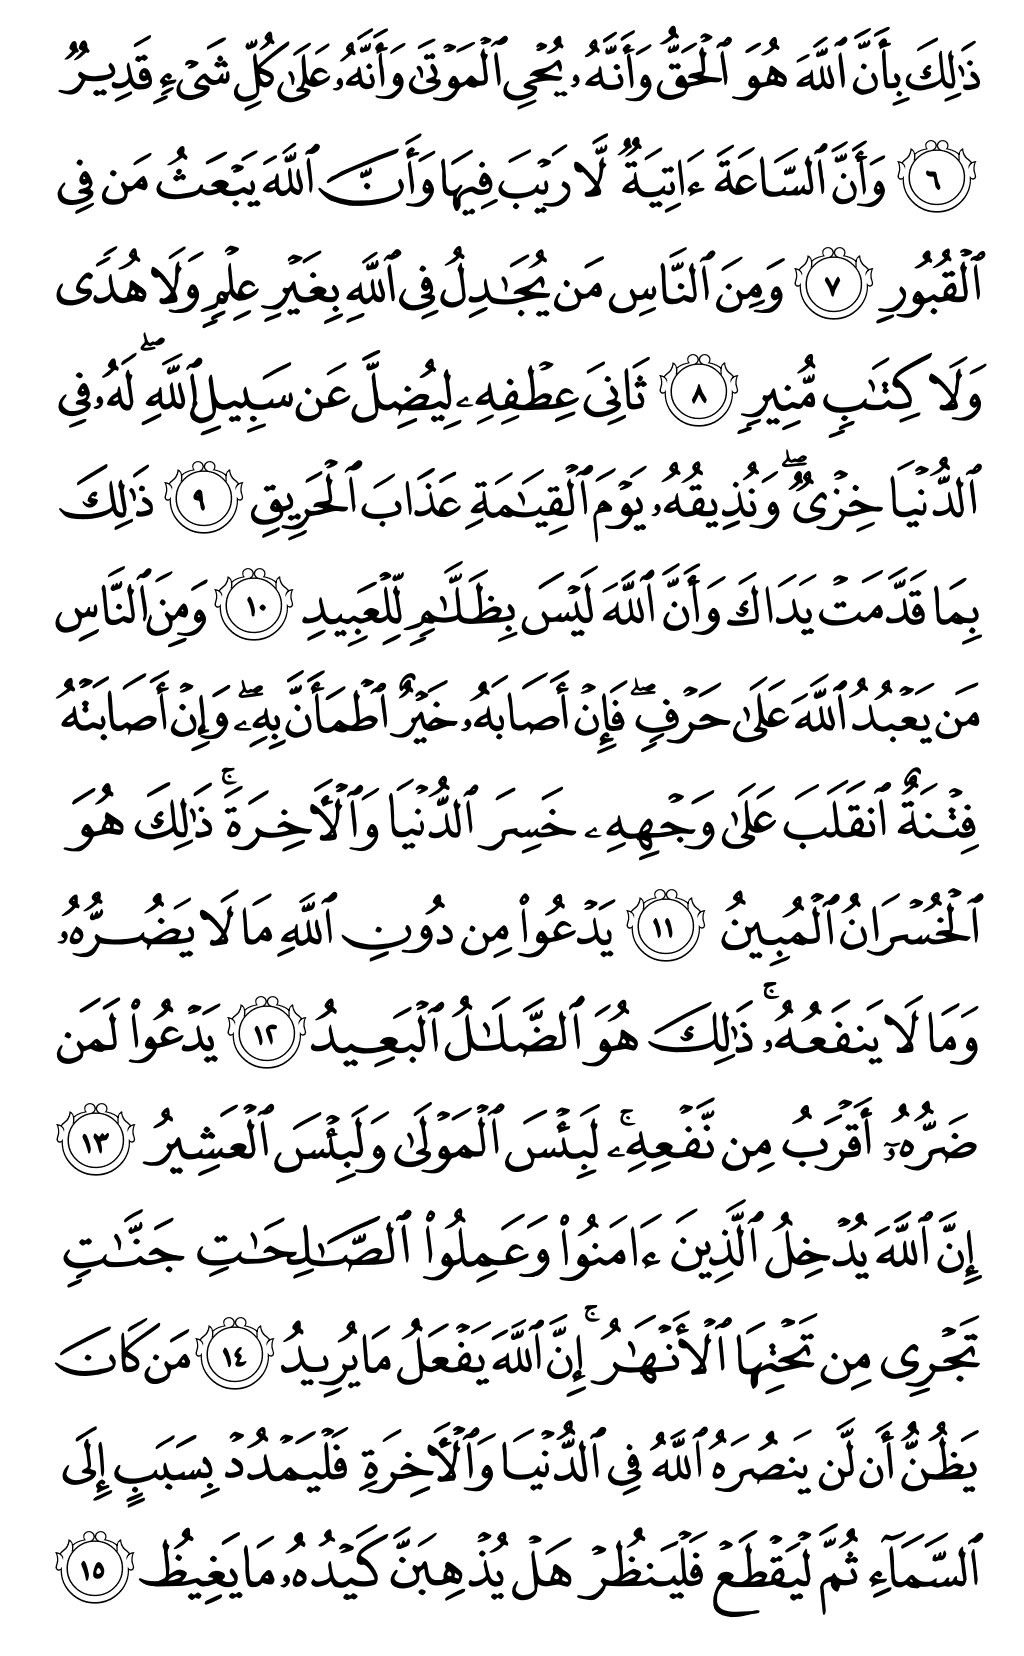 ذَٰلِكَ بِأَنَّ ٱللَّهَ هُوَ ٱلۡحَقُّ وَأَنَّهُۥ يُحۡيِ ٱلۡمَوۡتَىٰ وَأَنَّهُۥ عَلَىٰ كُلِّ شَيۡءٖ قَدِيرٞ
٦ وَأَنَّ ٱلسَّاعَةَ ءَاتِيَةٞ لَّا رَيۡبَ فِيهَا وَأَنَّ ٱللَّهَ يَبۡعَثُ مَن فِي
ٱلۡقُبُورِ ٧ وَمِنَ ٱلنَّاسِ مَن يُجَٰدِلُ فِي ٱللَّهِ بِغَيۡرِ عِلۡمٖ وَلَا هُدٗى
وَلَا كِتَٰبٖ مُّنِيرٖ ٨ ثَانِيَ عِطۡفِهِۦ لِيُضِلَّ عَن سَبِيلِ ٱللَّهِۖ لَهُۥ فِي
ٱلدُّنۡيَا خِزۡيٞۖ وَنُذِيقُهُۥ يَوۡمَ ٱلۡقِيَٰمَةِ عَذَابَ ٱلۡحَرِيقِ ٩ ذَٰلِكَ
بِمَا قَدَّمَتۡ يَدَاكَ وَأَنَّ ٱللَّهَ لَيۡسَ بِظَلَّٰمٖ لِّلۡعَبِيدِ ١٠ وَمِنَ ٱلنَّاسِ
مَن يَعۡبُدُ ٱللَّهَ عَلَىٰ حَرۡفٖۖ فَإِنۡ أَصَابَهُۥ خَيۡرٌ ٱطۡمَأَنَّ بِهِۦۖ وَإِنۡ أَصَابَتۡهُ
فِتۡنَةٌ ٱنقَلَبَ عَلَىٰ وَجۡهِهِۦ خَسِرَ ٱلدُّنۡيَا وَٱلۡأٓخِرَةَۚ ذَٰلِكَ هُوَ
ٱلۡخُسۡرَانُ ٱلۡمُبِينُ ١١ يَدۡعُواْ مِن دُونِ ٱللَّهِ مَا لَا يَضُرُّهُۥ
وَمَا لَا يَنفَعُهُۥۚ ذَٰلِكَ هُوَ ٱلضَّلَٰلُ ٱلۡبَعِيدُ ١٢ يَدۡعُواْ لَمَن
ضَرُّهُۥٓ أَقۡرَبُ مِن نَّفۡعِهِۦۚ لَبِئۡسَ ٱلۡمَوۡلَىٰ وَلَبِئۡسَ ٱلۡعَشِيرُ ١٣
إِنَّ ٱللَّهَ يُدۡخِلُ ٱلَّذِينَ ءَامَنُواْ وَعَمِلُواْ ٱلصَّٰلِحَٰتِ جَنَّٰتٖ
تَجۡرِي مِن تَحۡتِهَا ٱلۡأَنۡهَٰرُۚ إِنَّ ٱللَّهَ يَفۡعَلُ مَا يُرِيدُ ١٤ مَن كَانَ
يَظُنُّ أَن لَّن يَنصُرَهُ ٱللَّهُ فِي ٱلدُّنۡيَا وَٱلۡأٓخِرَةِ فَلۡيَمۡدُدۡ بِسَبَبٍ إِلَى
ٱلسَّمَآءِ ثُمَّ لۡيَقۡطَعۡ فَلۡيَنظُرۡ هَلۡ يُذۡهِبَنَّ كَيۡدُهُۥ مَا يَغِيظُ ١٥